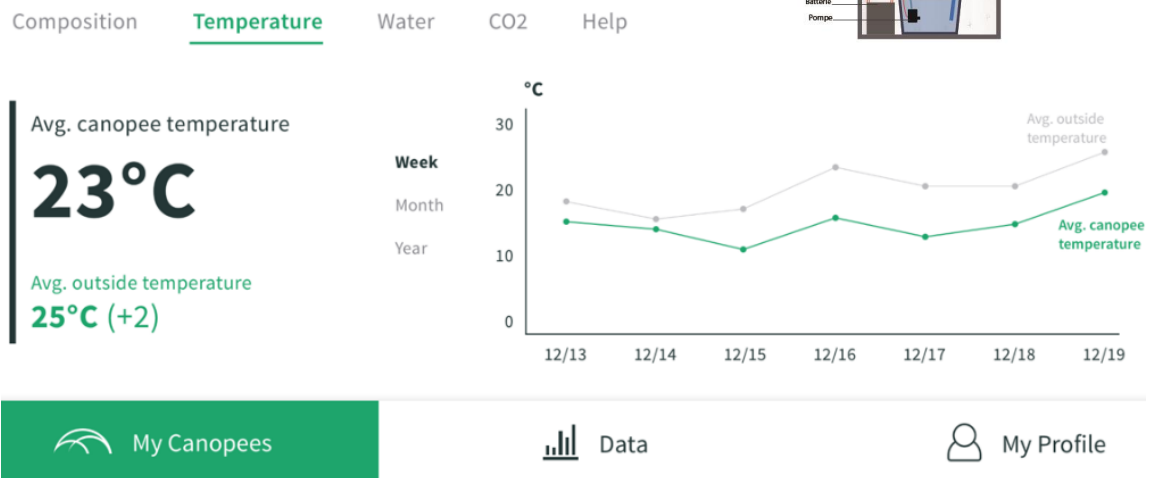 Batterie
Pompe
Composition
Temperature
Water
CO2
Help
Avg. canopee temperature
23°C
Avg. outside temperature
25°C (+2)
Week
Month
Year
°C
30
20
10
0
Avg. outside
temperature
Avg. canopee
temperature
12/13
12/14
12/15
12/16
12/17
12/18
12/19
My Canopees
Data
My Profile